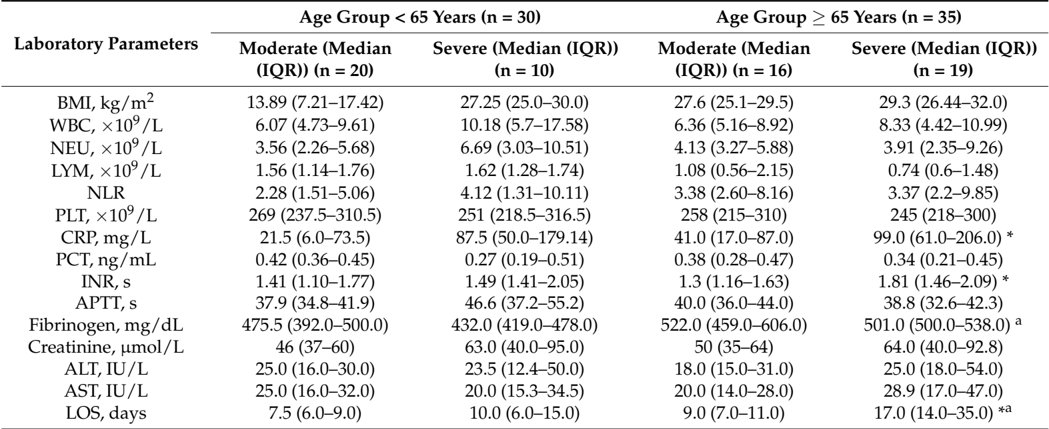 Laboratory Parameters Age Group < 65 Years (n = 30) Age Group ≥ 65 Years (n = 35)
Moderate (Median (IQR)) (n = 20) Severe (Median (IQR)) (n = 10) Moderate (Median (IQR)) (n = 16) Severe (Median (IQR)) (n = 19)
BMI, kg/m² 13.89 (7.21–17.42) 27.25 (25.0–30.0) 27.6 (25.1–29.5) 29.3 (26.44–32.0)
WBC, ×10⁹/L 6.07 (4.73–9.61) 10.18 (5.7–17.58) 6.36 (5.16–8.92) 8.33 (4.42–10.99)
NEU, ×10⁹/L 3.56 (2.26–5.68) 6.69 (3.03–10.51) 4.13 (3.27–5.88) 3.91 (2.35–9.26)
LYM, ×10⁹/L 1.56 (1.14–1.76) 1.62 (1.28–1.74) 1.08 (0.56–2.15) 0.74 (0.6–1.48)
NLR 2.28 (1.51–5.06) 4.12 (1.31–10.11) 3.38 (2.60-8.16) 3.37 (2.2–9.85)
PLT, ×10⁹/L 269 (237.5–310.5) 251 (218.5–316.5) 258 (215–310) 245 (218–300)
CRP, mg/L 21.5 (6.0–73.5) 87.5 (50.0–179.14) 41.0 (17.0–87.0) 99.0 (61.0–206.0) *
PCT, ng/mL 0.42 (0.36–0.45) 0.27 (0.19–0.51) 0.38 (0.28–0.47) 0.34 (0.21–0.45)
INR, s 1.41 (1.10–1.77) 1.49 (1.41–2.05) 1.3 (1.16–1.63) 1.81 (1.46–2.09) *
APTT, s 37.9 (34.8–41.9) 46.6 (37.2–55.2) 40.0 (36.0–44.0) 38.8 (32.6–42.3)
Fibrinogen, mg/dL 475.5 (392.0–500.0) 432.0 (419.0–478.0) 522.0 (459.0–606.0) 501.0 (500.0–538.0) ᵃ
Creatinine, µmol/L 46 (37–60) 63.0 (40.0–95.0) 50 (35–64) 64.0 (40.0–92.8)
ALT, IU/L 25.0 (16.0–30.0) 23.5 (12.4–50.0) 18.0 (15.0–31.0) 25.0 (18.0–54.0)
AST, IU/L 25.0 (16.0–32.0) 20.0 (15.3–34.5) 20.0 (14.0–28.0) 28.9 (17.0–47.0)
LOS, days 7.5 (6.0–9.0) 10.0 (6.0–15.0) 9.0 (7.0–11.0) 17.0 (14.0–35.0) *ᵃ